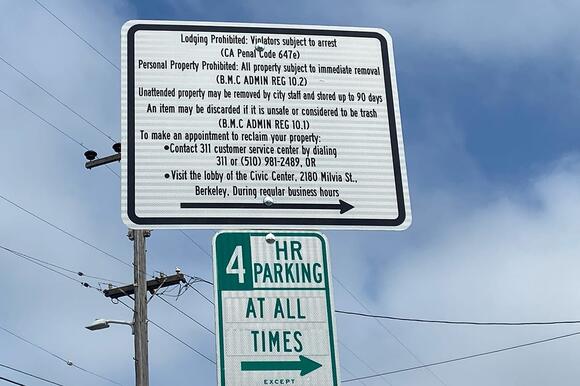 Lodging Prohibited: Violators subject to arrest
(CA Penal Code 647e)
Personal Property Prohibited: All property subject to immediate removal
(B.M.C ADMIN REG 10.2)
Unattended property may be removed by city staff and stored up to 90 days
An item may be discarded if it is unsafe or considered to be trash
(B.M.C ADMIN REG 10.1)
To make an appointment to reclaim your property:
•Contact 311 customer service center by dialing
311 or (510) 981-2489, OR
•Visit the lobby of the Civic Center, 2180 Milvia St.,
Berkeley, During regular business hours
4 HR
PARKING
AT ALL
TIMES
EXCEPT